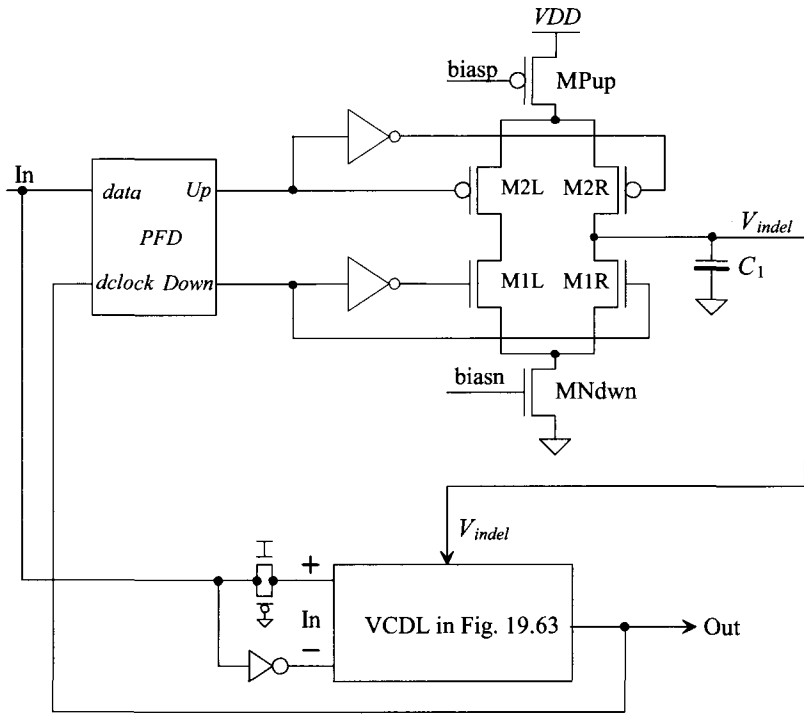 VDD
biasp
MPup
In
data
Up
M2L
M2R
PFD
V_indel
C_1
dclock
Down
M1L
M1R
biasn
MNdwn
V_indel
+
In
VCDL in Fig. 19.63
Out
−